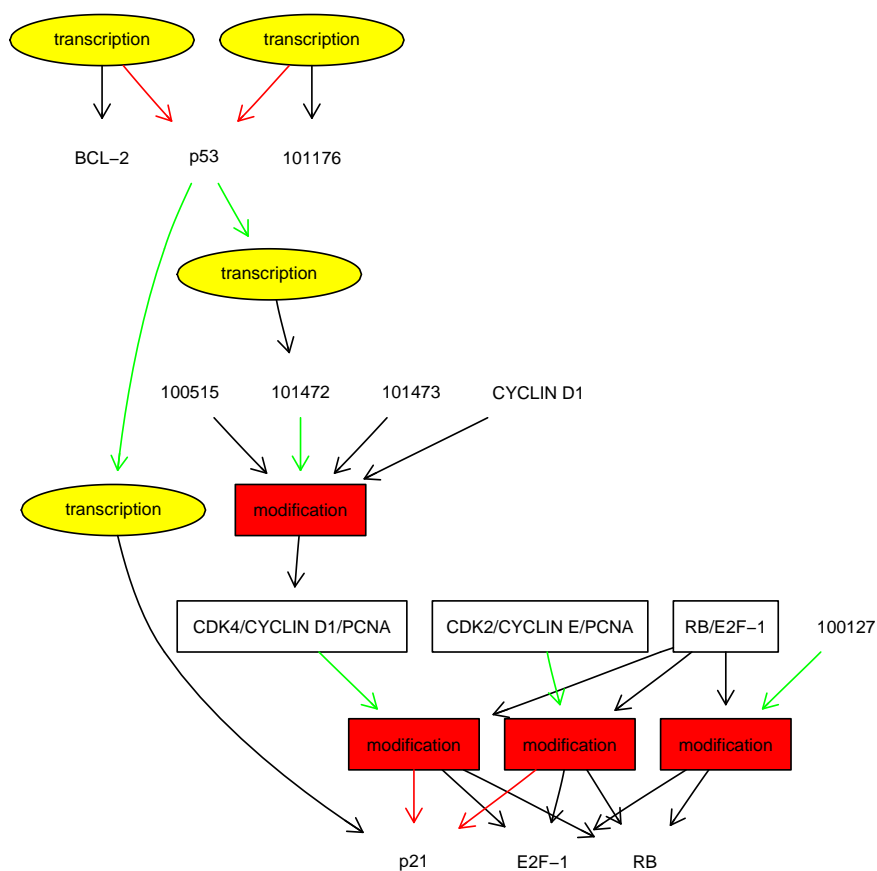 transcription
transcription
BCL−2
p53
101176
transcription
100515
101472
101473
CYCLIN D1
transcription
modification
CDK4/CYCLIN D1/PCNA
CDK2/CYCLIN E/PCNA
RB/E2F−1
100127
modification
modification
modification
p21
E2F−1
RB